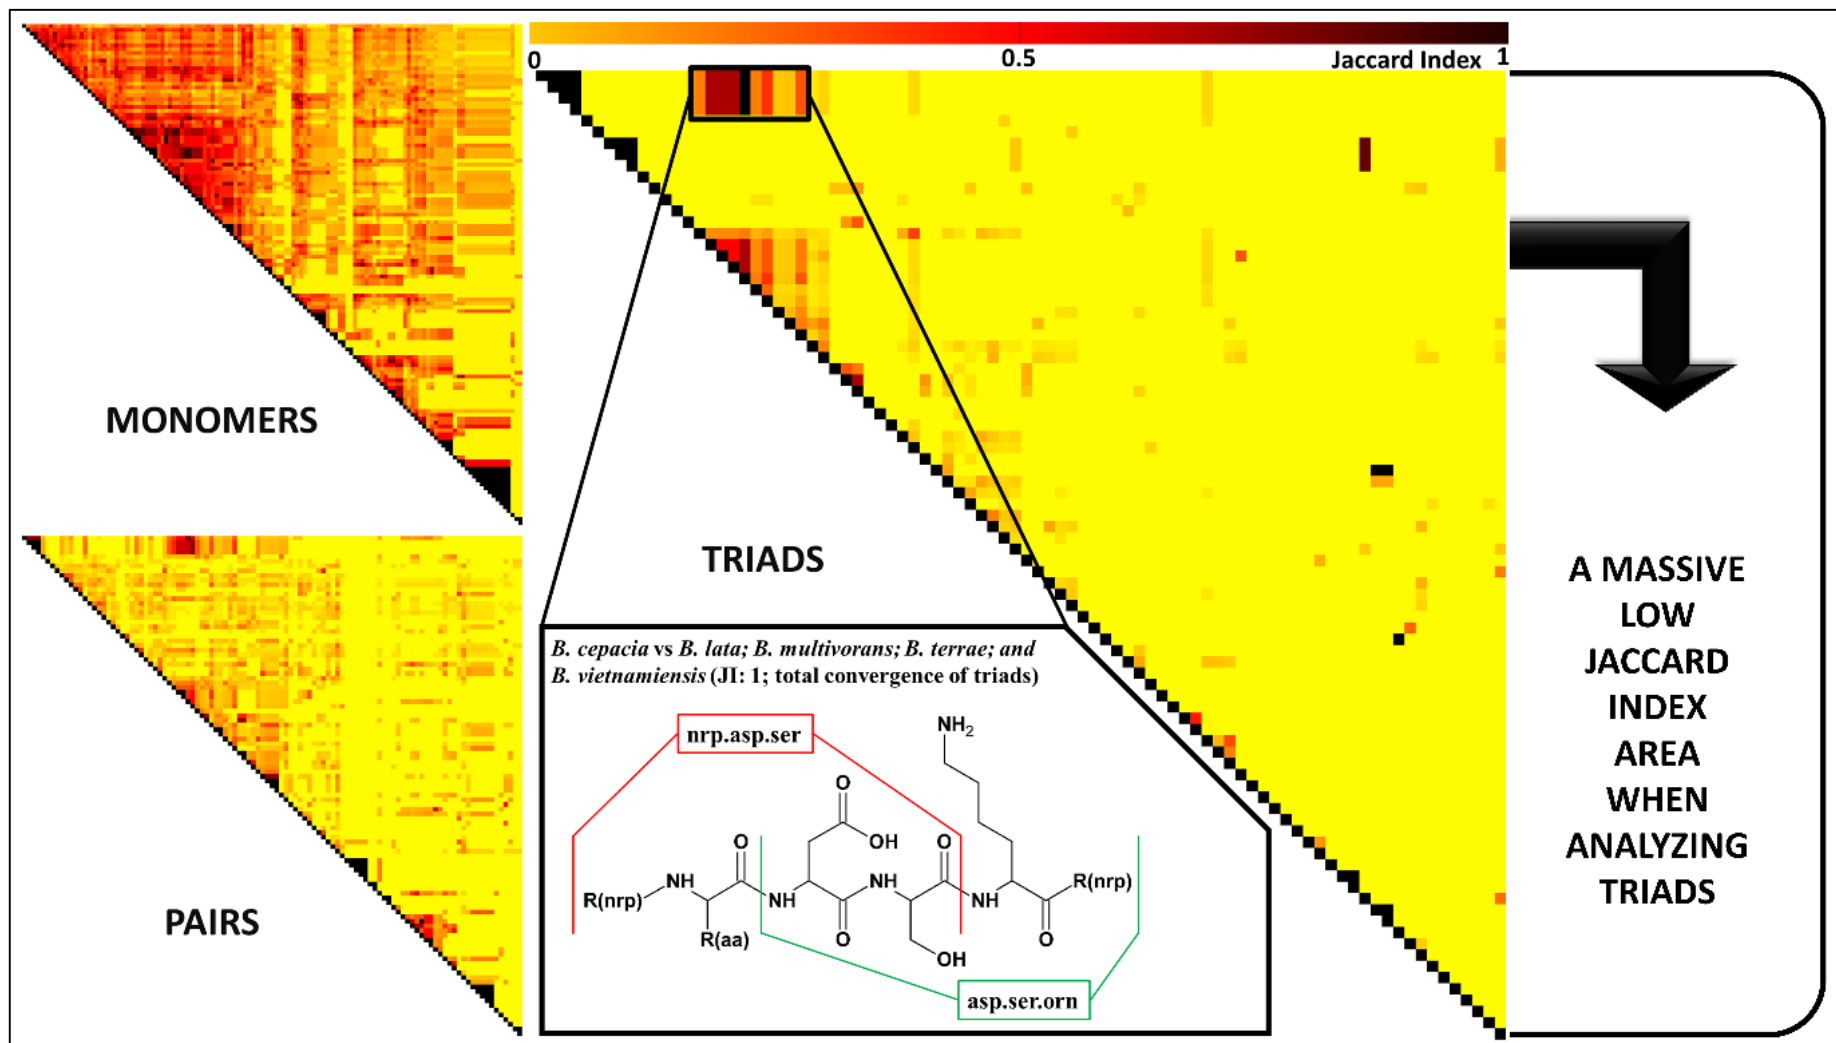 0
0.5
Jaccard Index
1
MONOMERS
TRIADS
PAIRS
B. cepacia vs B. lata; B. multivorans; B. terrae; and
B. vietnamiensis (JI: 1; total convergence of triads)
nrp.asp.ser
NH2
O
OH
O
O
R(nrp)
NH
NH
NH
NH
R(nrp)
R(aa)
O
O
OH
asp.ser.orn
A MASSIVE
LOW
JACCARD
INDEX
AREA
WHEN
ANALYZING
TRIADS